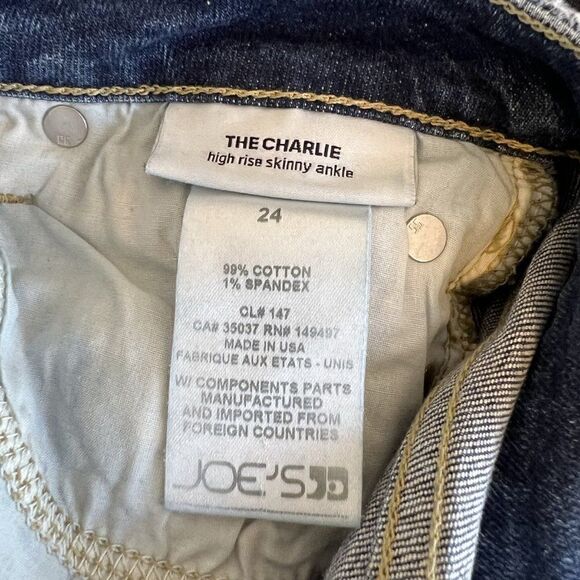 THE CHARLIE
high rise skinny ankle
24
99% COTTON
1% SPANDEX
CL# 147
CA# 35037 RN# 149497
MADE IN USA
FABRIQUE AUX ETATS - UNIS
W/ COMPONENTS PARTS
MANUFACTURED
AND IMPORTED FROM
FOREIGN COUNTRIES
JOE'S